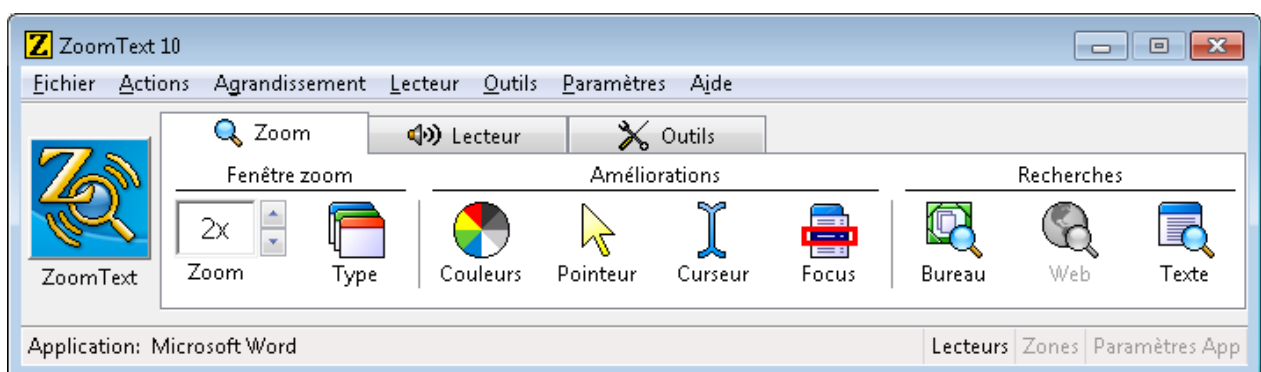 ZoomText 10
Fichier Actions Agrandissement Lecteur Outils Paramètres Aide
Zoom Lecteur Outils
Fenêtre zoom Améliorations Recherches
2x
Zoom Type Couleurs Pointeur Curseur Focus Bureau Web Texte
ZoomText
Application: Microsoft Word Lecteurs Zones Paramètres App